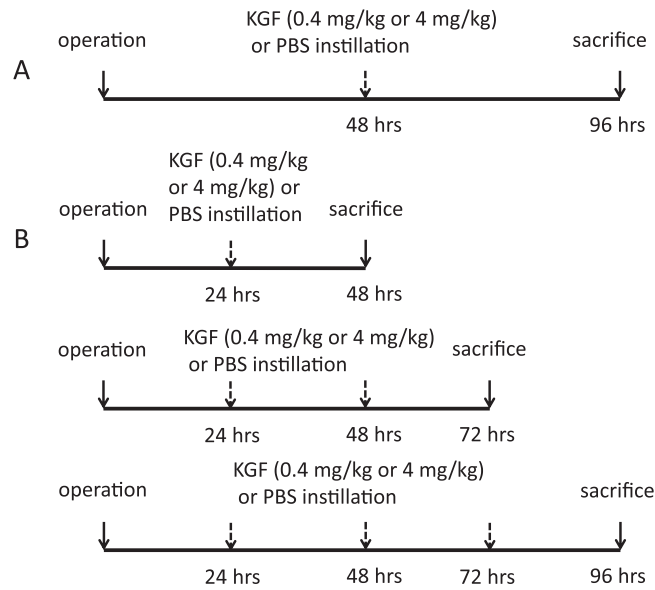 KGF (0.4 mg/kg or 4 mg/kg)
operation or PBS instillation sacrifice
A
48 hrs 96 hrs
KGF (0.4 mg/kg
or 4 mg/kg) or
operation PBS instillation sacrifice
B
24 hrs 48 hrs
KGF (0.4 mg/kg or 4 mg/kg)
operation or PBS instillation sacrifice
24 hrs 48 hrs 72 hrs
KGF (0.4 mg/kg or 4 mg/kg)
operation or PBS instillation sacrifice
24 hrs 48 hrs 72 hrs 96 hrs